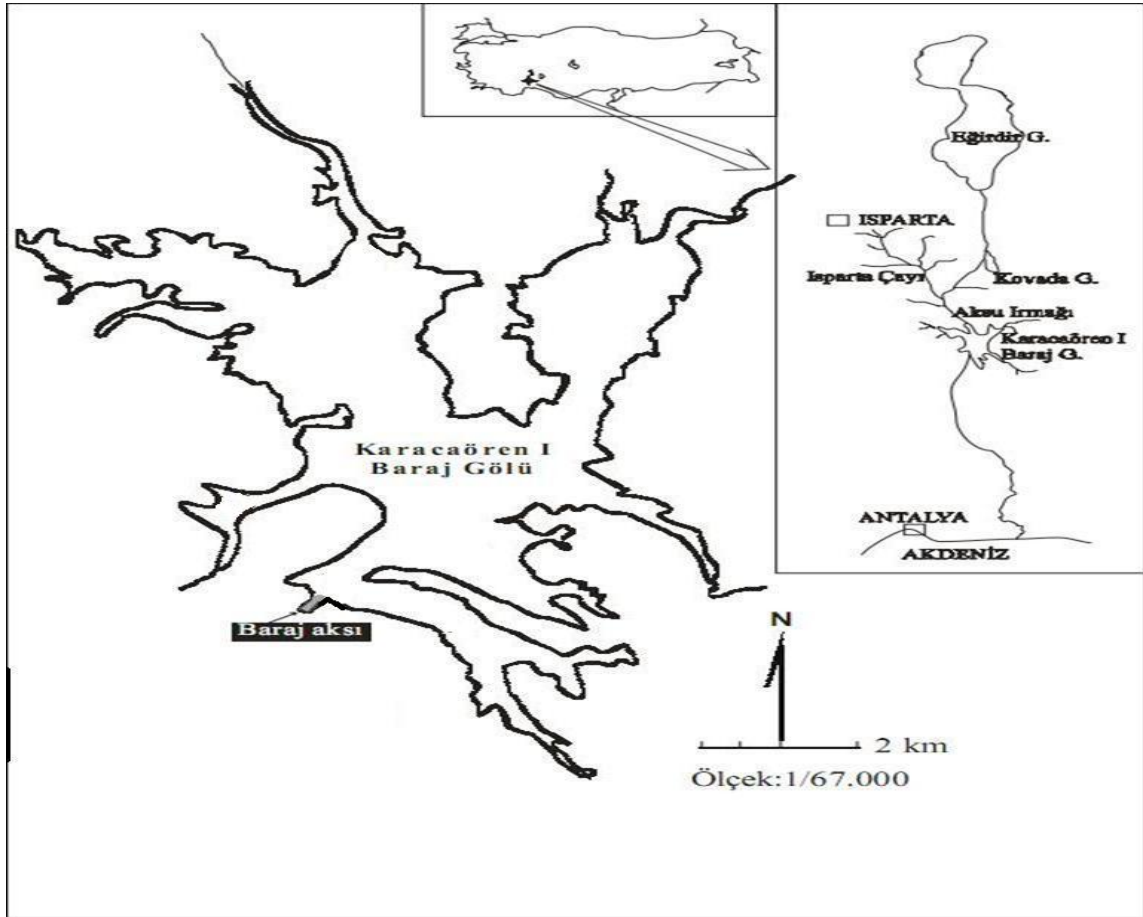 Eğirdir G.
ISPARTA
Isparta Çayı
Kovada G.
Aksu Irmağı
Karacaören I
Baraj G.
ANTALYA
AKDENİZ
Karacaören I
Baraj Gölü
Baraj aksı
N
2 km
Ölçek:1/67.000